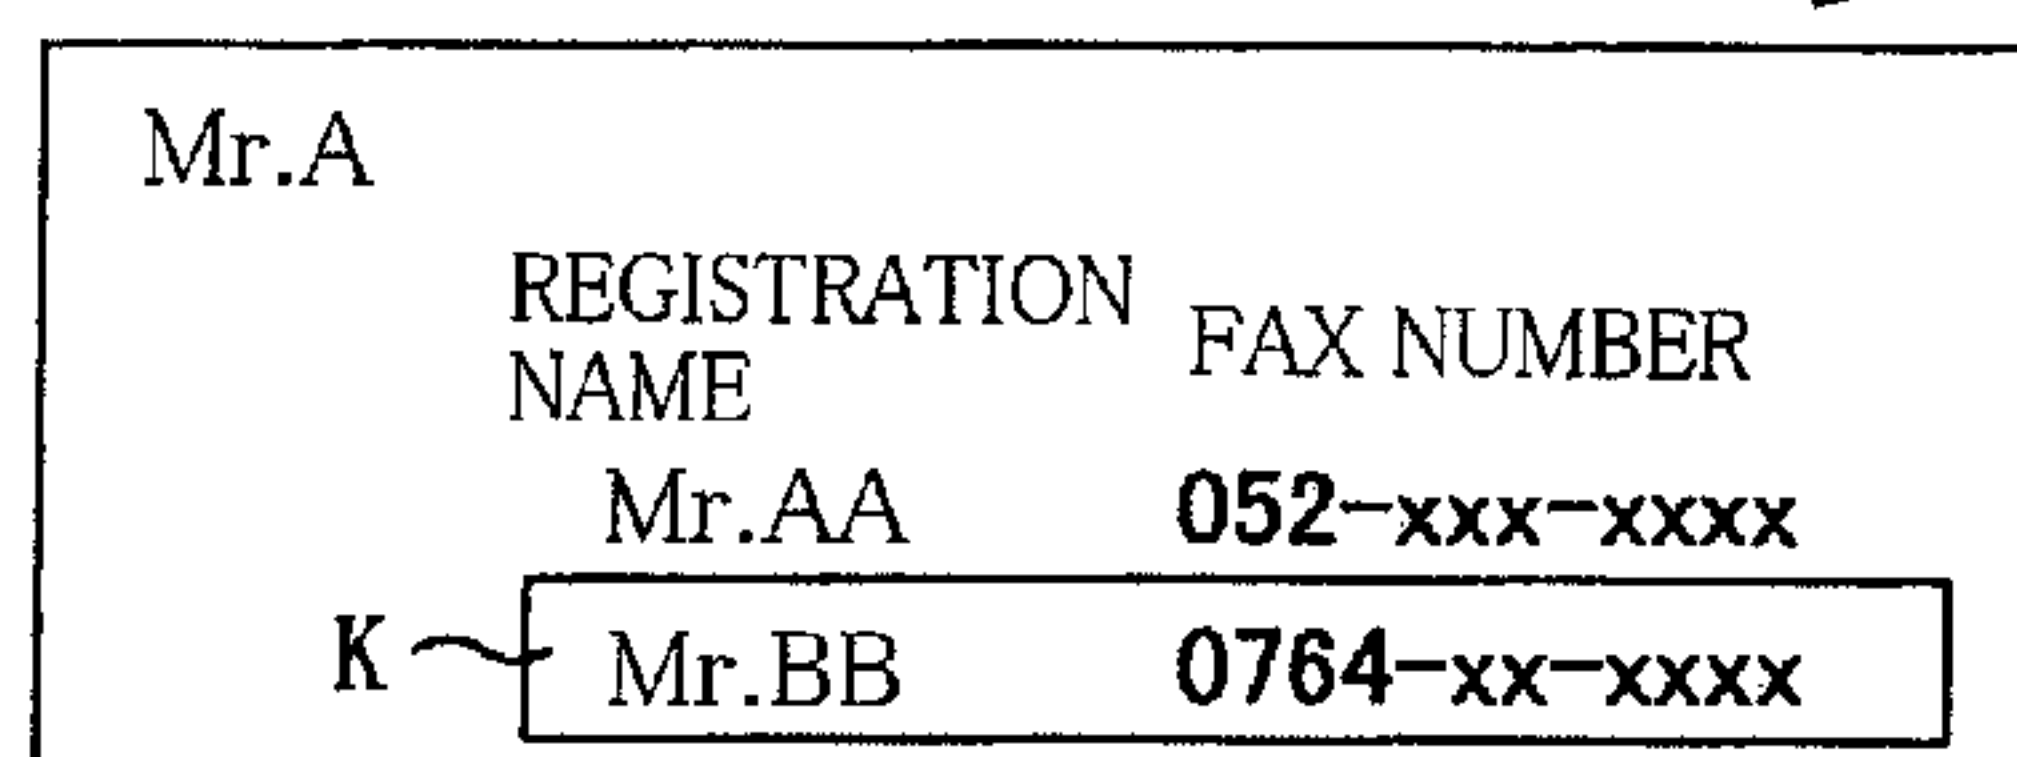 Mr.A
REGISTRATION
NAME
FAX NUMBER
Mr.AA 052-xxx-xxxx
K Mr.BB 0764-xx-xxxx